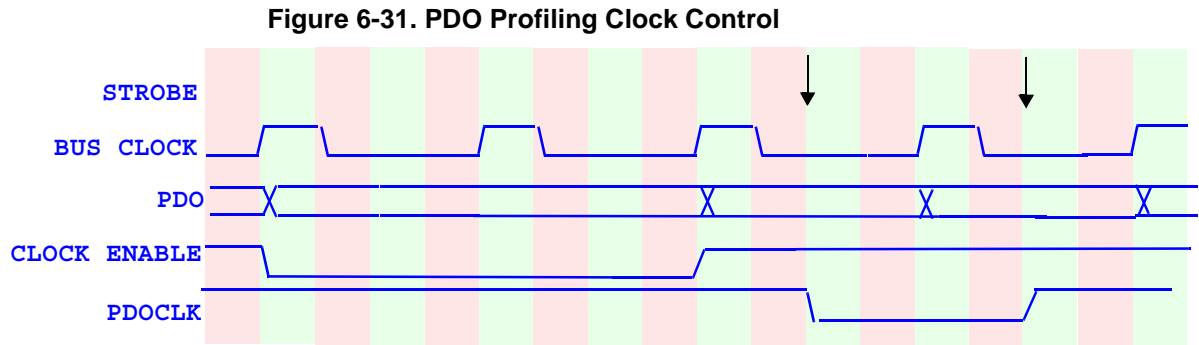 Figure 6-31. PDO Profiling Clock Control
STROBE
BUS CLOCK
PDO
CLOCK ENABLE
PDOCLK